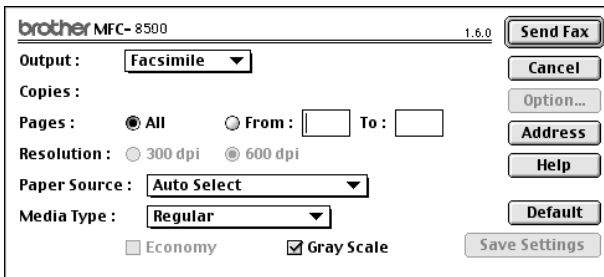 brother MFC- 8500 1.6.0 Send Fax
Output : Facsimile Cancel
Copies : Option...
Pages : All From : To : Address
Resolution : 300 dpi 600 dpi Help
Paper Source : Auto Select
Media Type : Regular Default
Economy Gray Scale Save Settings